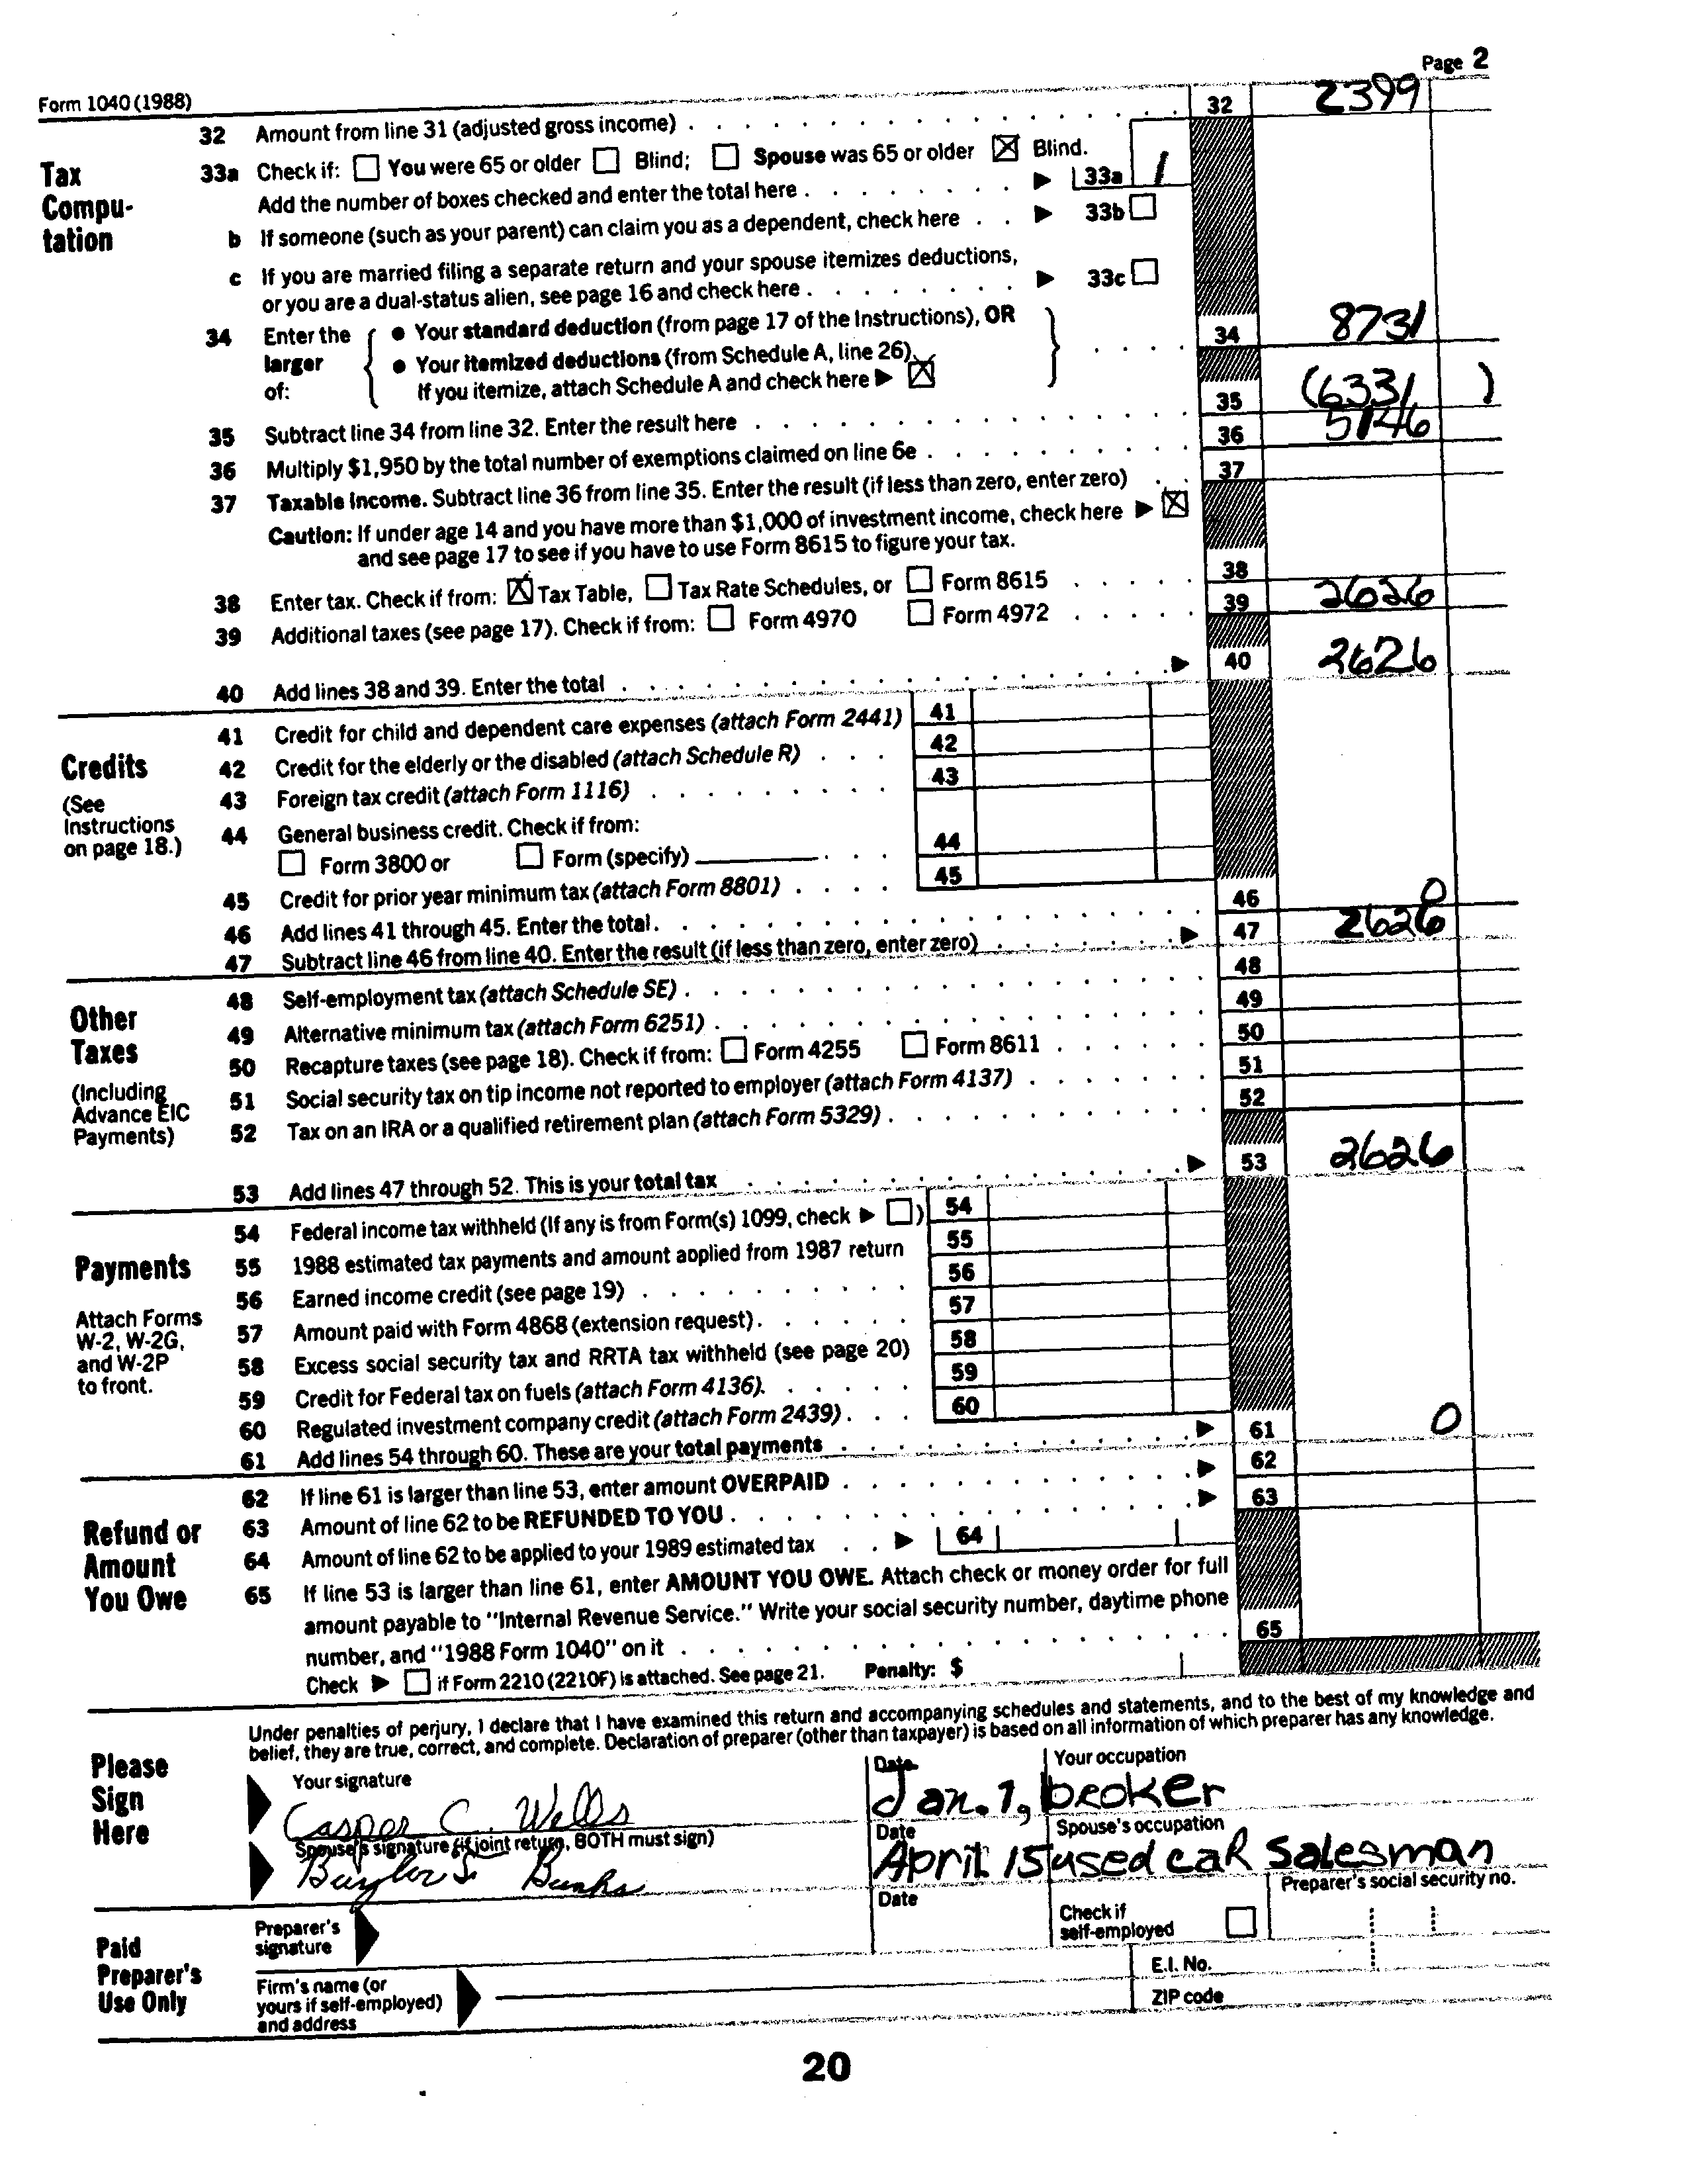 Page 2
Form 1040 (1988)
32 Amount from line 31 (adjusted gross income) . . . . 32 2399
Tax Compu-tation
33a Check if: ☐ You were 65 or older ☐ Blind; ☐ Spouse was 65 or older ☒ Blind.
Add the number of boxes checked and enter the total here . . . . ▶ 33a 1
b If someone (such as your parent) can claim you as a dependent, check here . . ▶ 33b ☐
c If you are married filing a separate return and your spouse itemizes deductions,
or you are a dual-status alien, see page 16 and check here . . . . ▶ 33c ☐
34 Enter the larger of: { ● Your standard deduction (from page 17 of the Instructions), OR
● Your itemized deductions (from Schedule A, line 26).
If you itemize, attach Schedule A and check here ▶ ☒ } . . . . 34 8731
35 Subtract line 34 from line 32. Enter the result here . . . . 35 (6331 )
36 Multiply $1,950 by the total number of exemptions claimed on line 6e . . . . 36 5146
37 Taxable Income. Subtract line 36 from line 35. Enter the result (if less than zero, enter zero) . . 37
Caution: If under age 14 and you have more than $1,000 of investment income, check here ▶ ☒
and see page 17 to see if you have to use Form 8615 to figure your tax.
38 Enter tax. Check if from: ☒ Tax Table, ☐ Tax Rate Schedules, or ☐ Form 8615 . . . . 38
39 Additional taxes (see page 17). Check if from: ☐ Form 4970 ☐ Form 4972 . . . . 39 2626
40 Add lines 38 and 39. Enter the total . . . . ▶ 40 2626
Credits
(See Instructions on page 18.)
41 Credit for child and dependent care expenses (attach Form 2441) 41
42 Credit for the elderly or the disabled (attach Schedule R) . . . 42
43 Foreign tax credit (attach Form 1116) . . . . 43
44 General business credit. Check if from:
☐ Form 3800 or ☐ Form (specify) . . . 44
45 Credit for prior year minimum tax (attach Form 8801) . . . . 45
46 Add lines 41 through 45. Enter the total . . . . 46 0
47 Subtract line 46 from line 40. Enter the result (if less than zero, enter zero) . . . . ▶ 47 2626
Other Taxes
(Including Advance EIC Payments)
48 Self-employment tax (attach Schedule SE) . . . . 48
49 Alternative minimum tax (attach Form 6251) . . . . 49
50 Recapture taxes (see page 18). Check if from: ☐ Form 4255 ☐ Form 8611 . . . . 50
51 Social security tax on tip income not reported to employer (attach Form 4137) . . . . 51
52 Tax on an IRA or a qualified retirement plan (attach Form 5329) . . . . 52
53 Add lines 47 through 52. This is your total tax . . . . ▶ 53 2626
Payments
Attach Forms W-2, W-2G, and W-2P to front.
54 Federal income tax withheld (If any is from Form(s) 1099, check ▶ ☐) 54
55 1988 estimated tax payments and amount applied from 1987 return 55
56 Earned income credit (see page 19) . . . . 56
57 Amount paid with Form 4868 (extension request) . . . . 57
58 Excess social security tax and RRTA tax withheld (see page 20) 58
59 Credit for Federal tax on fuels (attach Form 4136) . . . . 59
60 Regulated investment company credit (attach Form 2439) . . . 60
61 Add lines 54 through 60. These are your total payments . . . . ▶ 61 0
Refund or Amount You Owe
62 If line 61 is larger than line 53, enter amount OVERPAID . . . . ▶ 62
63 Amount of line 62 to be REFUNDED TO YOU . . . . ▶ 63
64 Amount of line 62 to be applied to your 1989 estimated tax . . ▶ 64
65 If line 53 is larger than line 61, enter AMOUNT YOU OWE. Attach check or money order for full
amount payable to "Internal Revenue Service." Write your social security number, daytime phone
number, and "1988 Form 1040" on it . . . . 65
Check ▶ ☐ if Form 2210 (2210F) is attached. See page 21. Penalty: $
Please Sign Here
Under penalties of perjury, I declare that I have examined this return and accompanying schedules and statements, and to the best of my knowledge and
belief, they are true, correct, and complete. Declaration of preparer (other than taxpayer) is based on all information of which preparer has any knowledge.
Your signature Date Your occupation
Casper C. Wells Jan. 1, broker
Spouse's signature (if joint return, BOTH must sign) Date Spouse's occupation
Banks April 15 used car salesman
Paid Preparer's Use Only
Preparer's signature Date Check if self-employed ☐ Preparer's social security no.
Firm's name (or yours if self-employed) and address E.I. No.
ZIP code
20